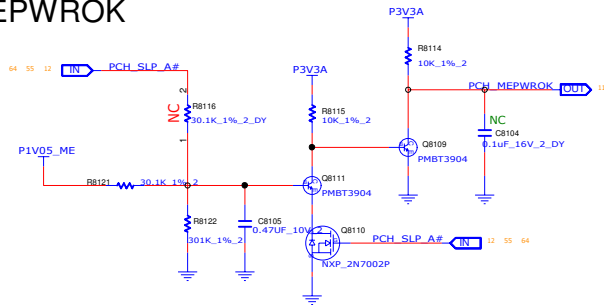 EPWROK
P3V3A
R8114
10K_1%_2
64 55 12 IN PCH_SLP_A#
P3V3A
PCH_MEPWROK OUT
2
NC
R8116
30.1K_1%_2_DY
1
R8115
10K_1%_2
NC
C8104
0.1uF_16V_2_DY
Q8109
PMBT3904
P1V05_ME
R8121 30.1K_1%_2
Q8111
PMBT3904
R8122
301K_1%_2
C8105
0.47UF_10V_2
Q8110
PCH_SLP_A# IN 12 55 64
NXP_2N7002P